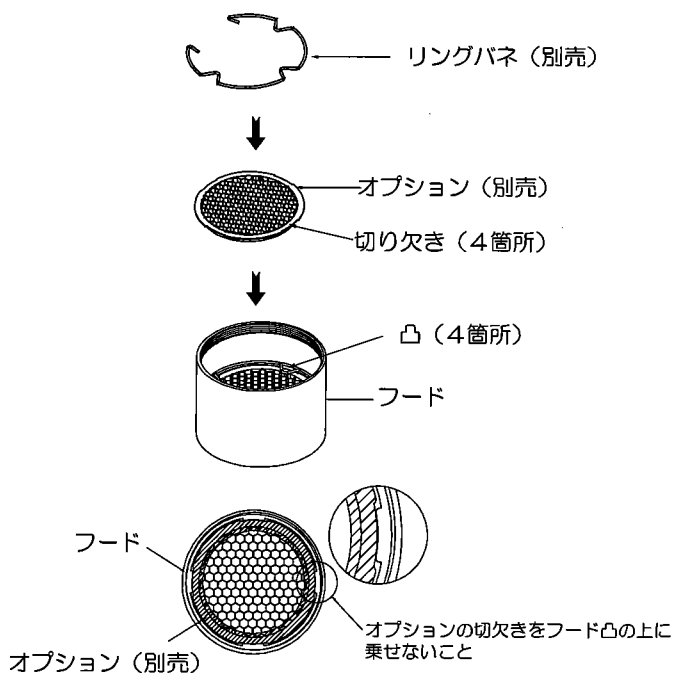 リングバネ（別売）
オプション（別売）
切り欠き（4箇所）
凸（4箇所）
フード
フード
オプションの切欠きをフード凸の上に
乗せないこと
オプション（別売）